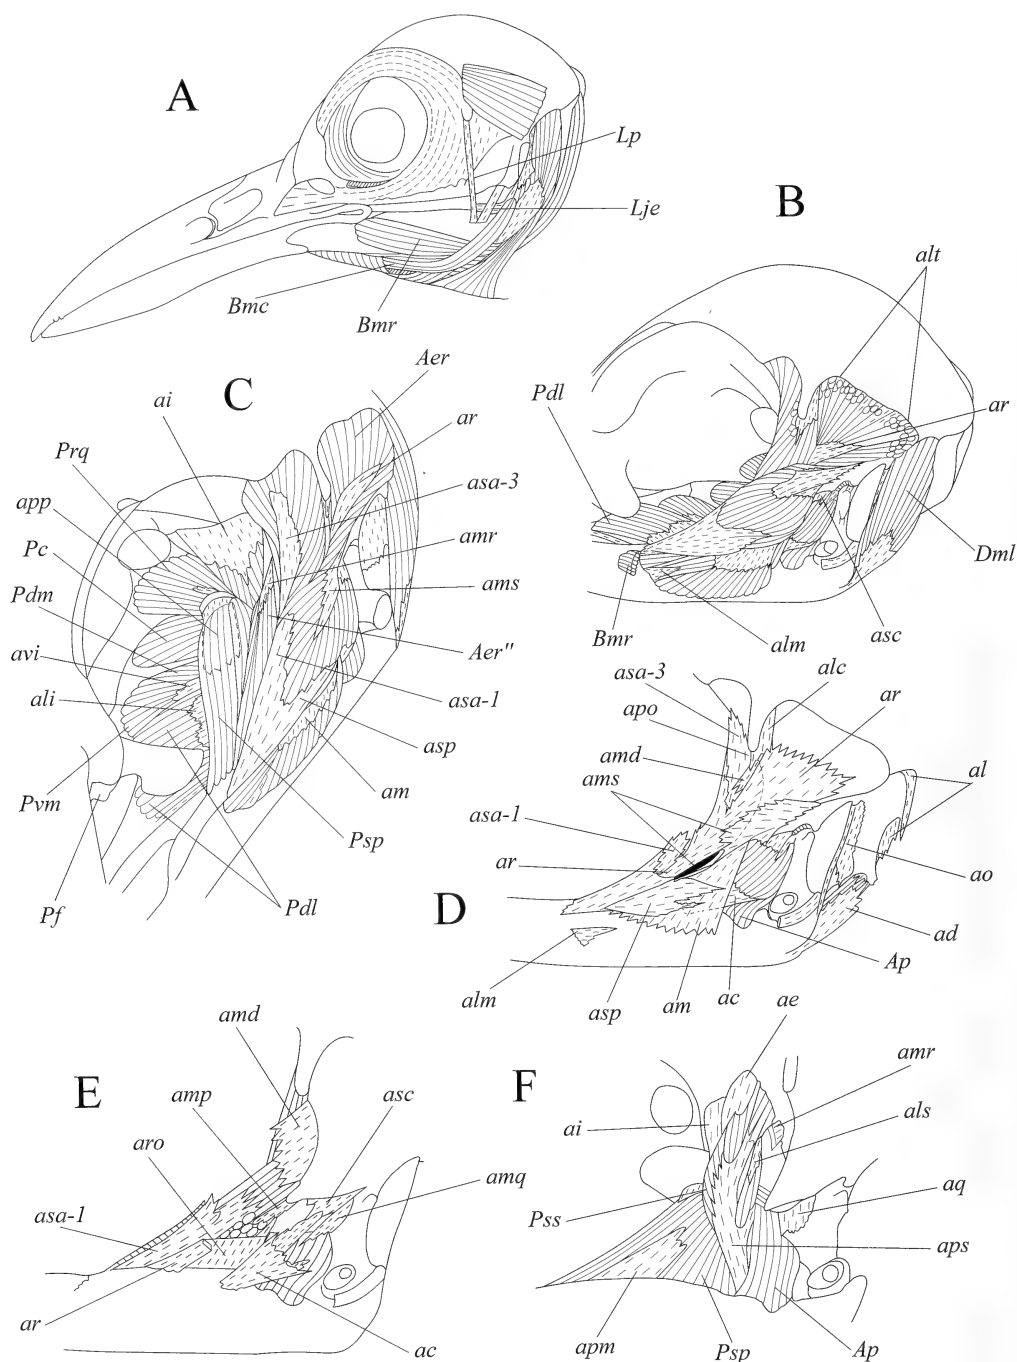 A
Lp
Lje
Bmc
Bmr
B
alt
Pdl
ar
Dml
Bmr
alm
asc
C
Aer
ai
ar
Prq
asa-3
app
amr
Pc
ams
Pdm
avi
Aer"
ali
asa-1
asp
Pvm
am
Psp
Pf
Pdl
D
asa-3
alc
apo
ar
amd
ams
al
asa-1
ar
ao
ad
Ap
alm
asp
am
ac
E
amd
amp
asc
aro
amq
asa-1
ar
ac
F
ae
amr
ai
als
aq
Pss
aps
apm
Psp
Ap